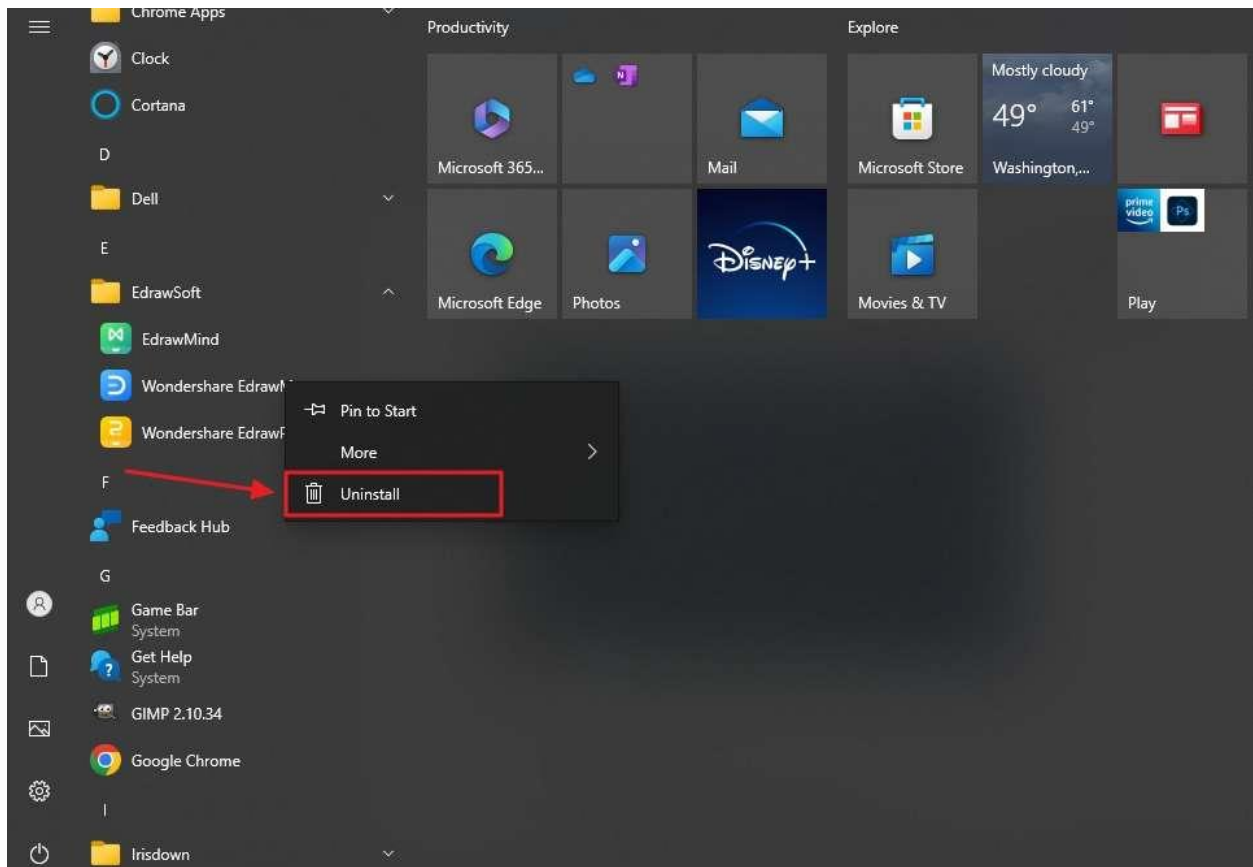 Chrome Apps
Clock
Cortana
D
Dell
E
EdrawSoft
EdrawMind
Wondershare
Wondershare
F
Feedback Hub
G
Game Bar
System
Get Help
System
GIMP 2.10.34
Google Chrome
I
Irisdown
Pin to Start
More
Uninstall
Productivity
Microsoft 365...
N
Mail
Microsoft Edge
Photos
Disney+
Explore
Microsoft Store
Mostly cloudy
49° 61°
49°
Washington,...
Movies & TV
prime
video
Ps
Play